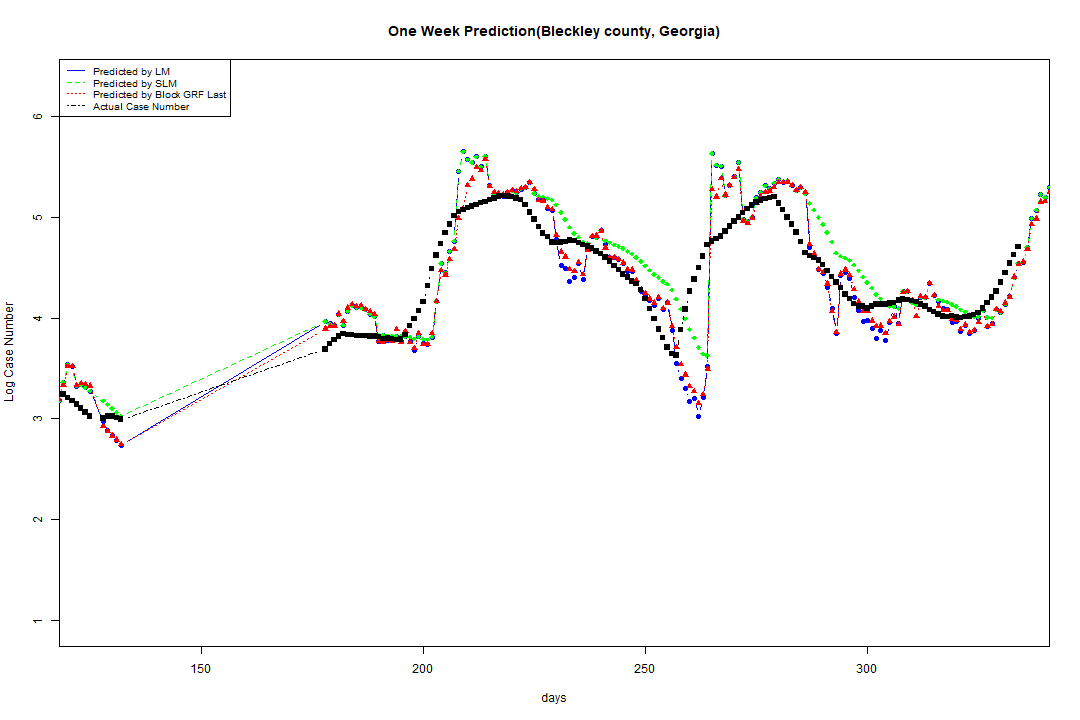 One Week Prediction(Bleckley county, Georgia)
Predicted by LM
Predicted by SLM
Predicted by Block GRF Last
Actual Case Number
Log Case Number
6
5
4
3
2
1
150
200
250
300
days